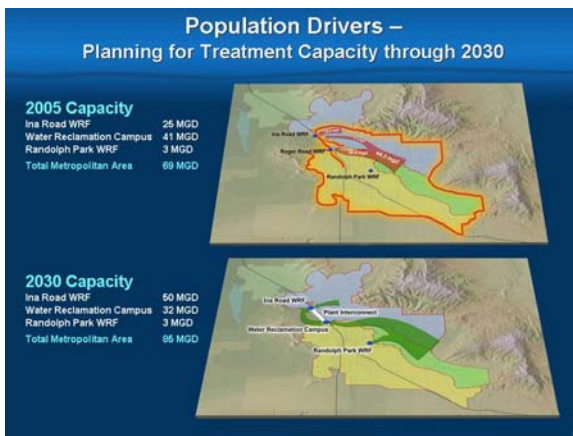 Population Drivers –
Planning for Treatment Capacity through 2030
2005 Capacity
Ina Road WRF 25 MGD
Water Reclamation Campus 41 MGD
Randolph Park WRF 3 MGD
Total Metropolitan Area 69 MGD
Ina Road WRF
Roger Road WRF
Randolph Park WRF
2030 Capacity
Ina Road WRF 50 MGD
Water Reclamation Campus 32 MGD
Randolph Park WRF 3 MGD
Total Metropolitan Area 85 MGD
Ina Road WRF
Plant Interconnect
Water Reclamation Campus
Randolph Park WRF